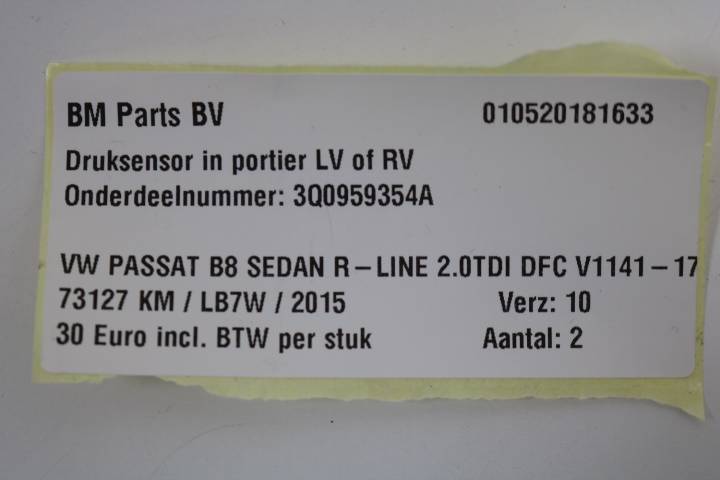 BM Parts BV 010520181633
Druksensor in portier LV of RV
Onderdeelnummer: 3Q0959354A
VW PASSAT B8 SEDAN R-LINE 2.0TDI DFC V1141-17
73127 KM / LB7W / 2015 Verz: 10
30 Euro incl. BTW per stuk Aantal: 2